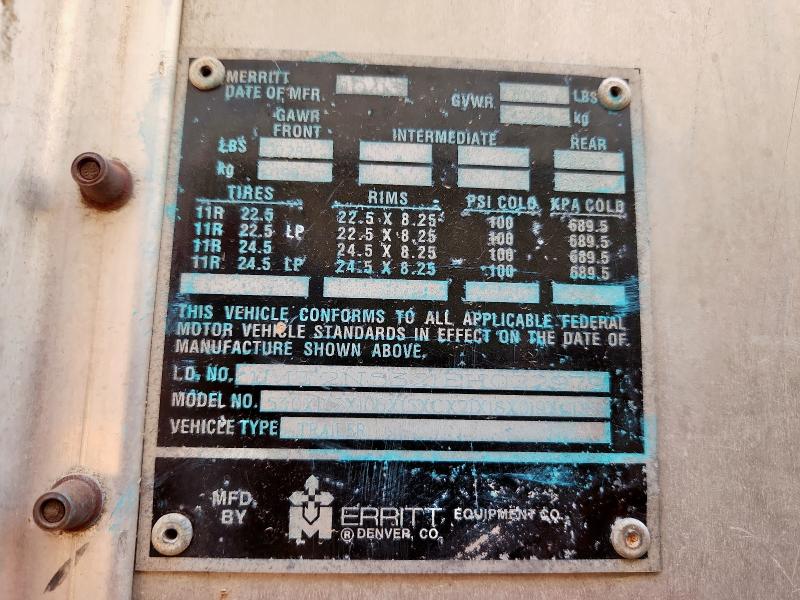 MERRITT
DATE OF MFR.
GVWR
LBS
kg
GAWR
FRONT
INTERMEDIATE
REAR
LBS
kg
TIRES RIMS PSI COLD KPA COLD
11R 22.5 22.5 X 8.25 100 689.5
11R 22.5 LP 22.5 X 8.25 100 689.5
11R 24.5 24.5 X 8.25 100 689.5
11R 24.5 LP 24.5 X 8.25 100 689.5
THIS VEHICLE CONFORMS TO ALL APPLICABLE FEDERAL
MOTOR VEHICLE STANDARDS IN EFFECT ON THE DATE OF
MANUFACTURE SHOWN ABOVE.
I.D. NO.
MODEL NO.
VEHICLE TYPE TRAILER
MFD.
BY
MERRITT EQUIPMENT CO.
® DENVER, CO.